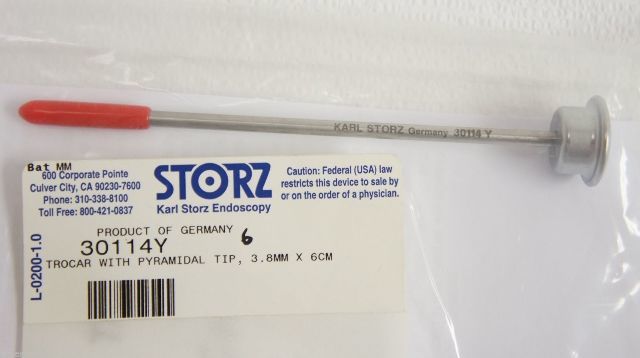 KARL STORZ Germany 30114 Y
Bat MM
600 Corporate Pointe
Culver City, CA 90230-7600
Phone: 310-338-8100
Toll Free: 800-421-0837
STORZ
Karl Storz Endoscopy
Caution: Federal (USA) law
restricts this device to sale by
or on the order of a physician.
L-0200-1.0
PRODUCT OF GERMANY
6
30114Y
TROCAR WITH PYRAMIDAL TIP, 3.8MM X 6CM